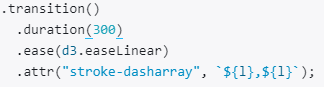 .transition()
.duration(300)
.ease(d3.easeLinear)
.attr("stroke-dasharray", `${l},${l}`);